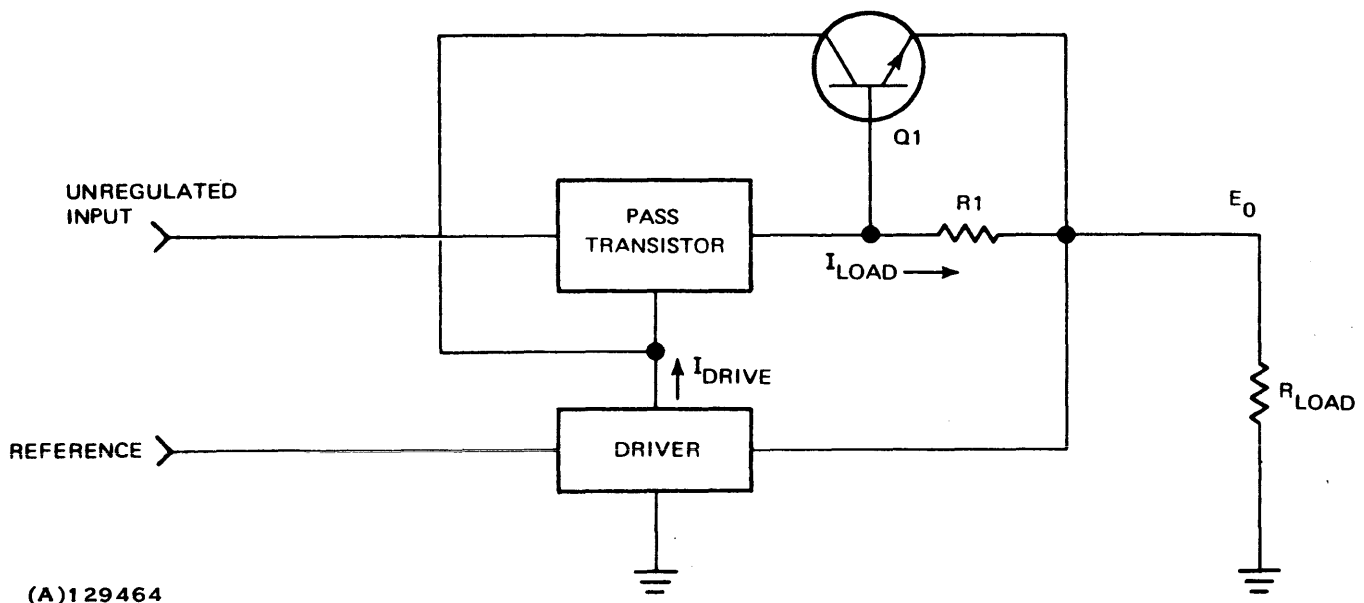 Q1
UNREGULATED
INPUT
PASS
TRANSISTOR
R1
E0
ILOAD
IDRIVE
RLOAD
REFERENCE
DRIVER
(A)129464